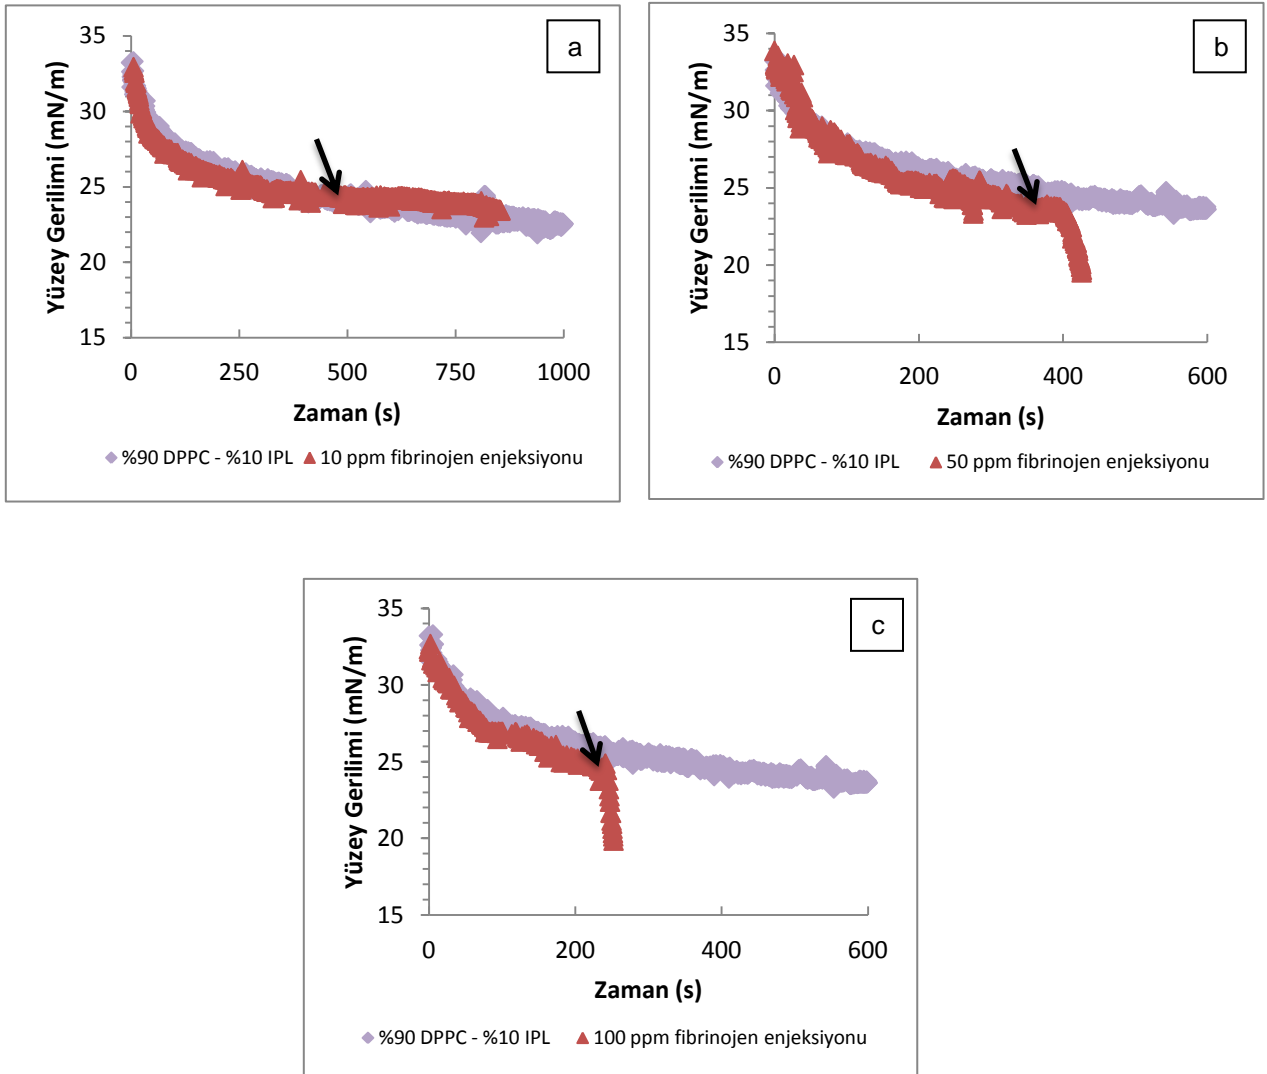 a
Yüzey Gerilimi (mN/m)
35
30
25
20
15
0
250
500
750
1000
Zaman (s)
%90 DPPC - %10 IPL
10 ppm fibrinojen enjeksiyonu
b
Yüzey Gerilimi (mN/m)
35
30
25
20
15
0
200
400
600
Zaman (s)
%90 DPPC - %10 IPL
50 ppm fibrinojen enjeksiyonu
c
Yüzey Gerilimi (mN/m)
35
30
25
20
15
0
200
400
600
Zaman (s)
%90 DPPC - %10 IPL
100 ppm fibrinojen enjeksiyonu